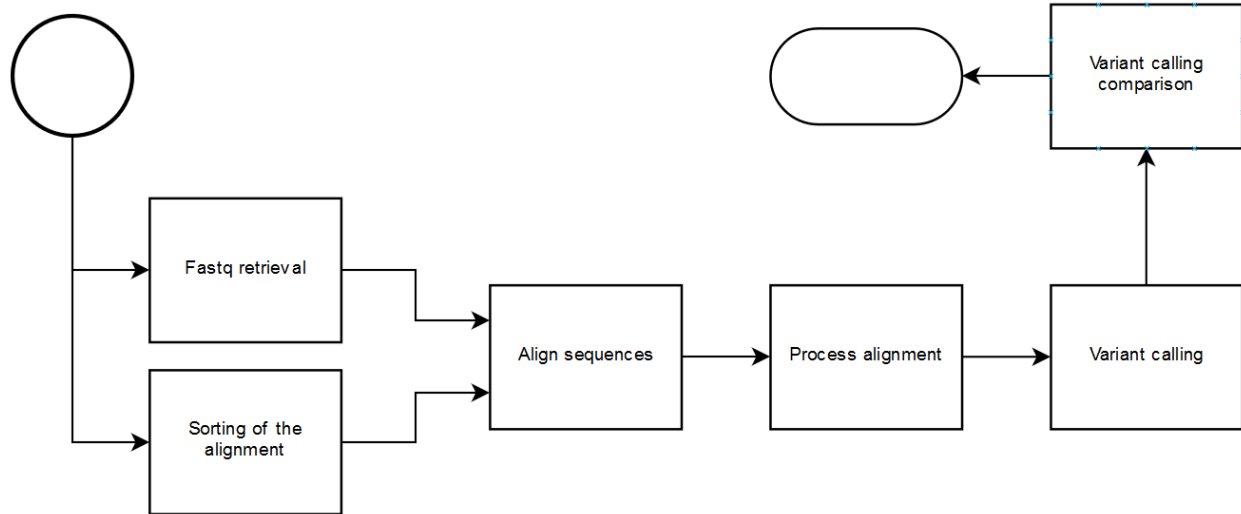 Variant calling
comparison
Fastq retrieval
Align sequences
Process alignment
Variant calling
Sorting of the
alignment